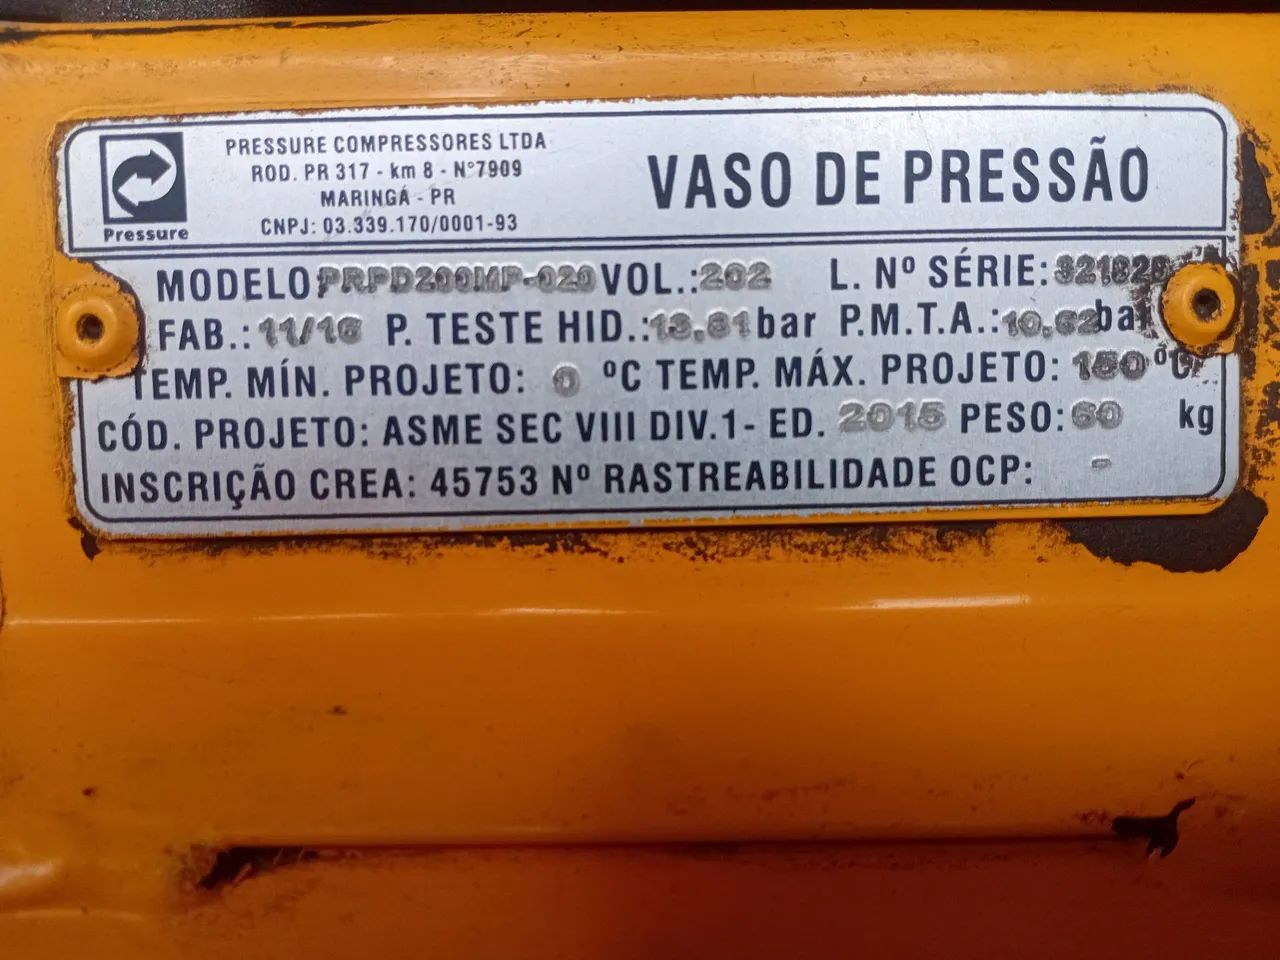 PRESSURE COMPRESSORES LTDA
ROD. PR 317 - km 8 - Nº7909
MARINGÁ - PR
CNPJ: 03.339.170/0001-93
Pressure
VASO DE PRESSÃO
MODELO PRPD200MP-020 VOL.: 202 L. Nº SÉRIE:
FAB.: 11/16 P. TESTE HID.: 13,81 bar P.M.T.A.: 10,62 bar
TEMP. MÍN. PROJETO: 0 ºC TEMP. MÁX. PROJETO: 150 ºC
CÓD. PROJETO: ASME SEC VIII DIV.1- ED. 2015 PESO: 60 kg
INSCRIÇÃO CREA: 45753 Nº RASTREABILIDADE OCP: -